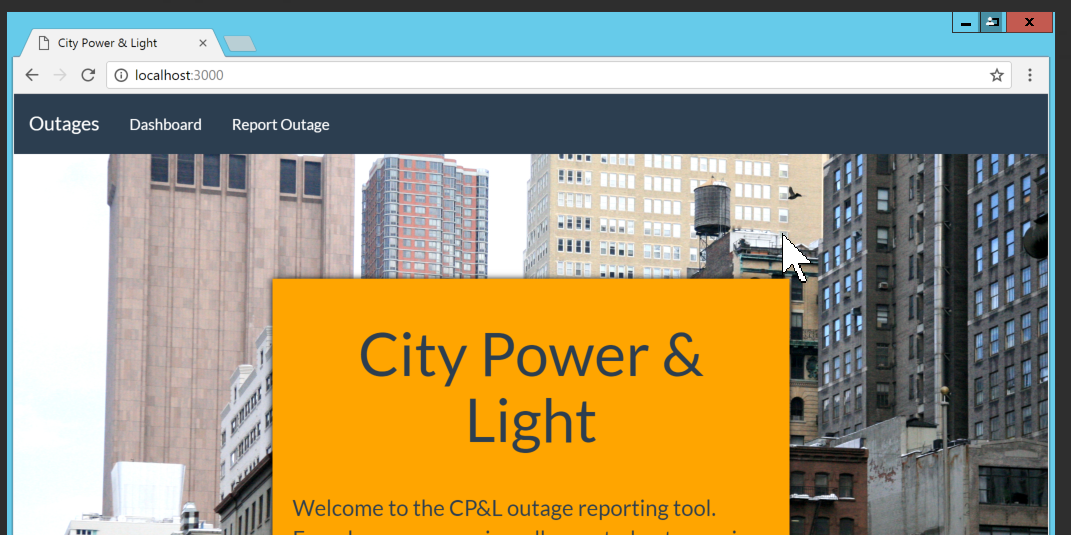 City Power & Light
localhost:3000
Outages Dashboard Report Outage
City Power &
Light
Welcome to the CP&L outage reporting tool.